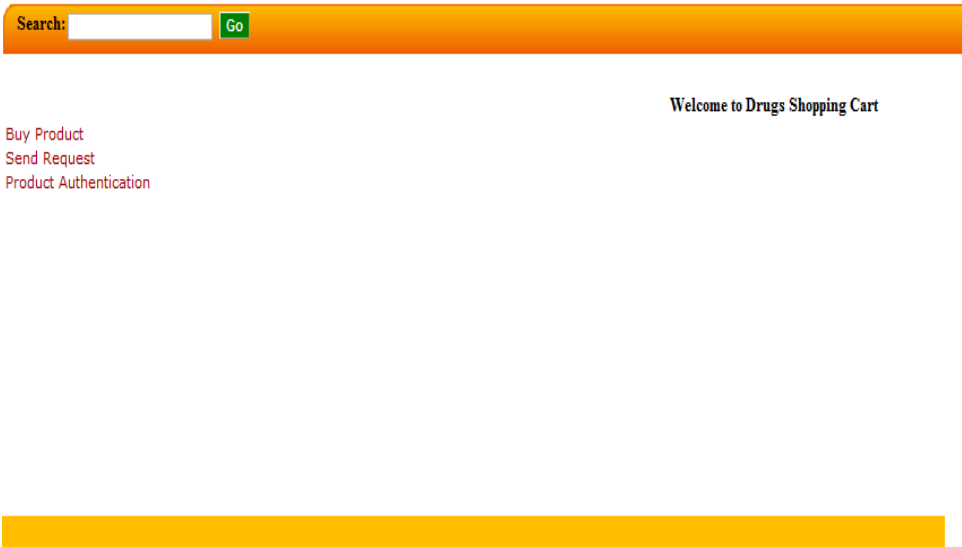 Search: Go
Welcome to Drugs Shopping Cart
Buy Product
Send Request
Product Authentication